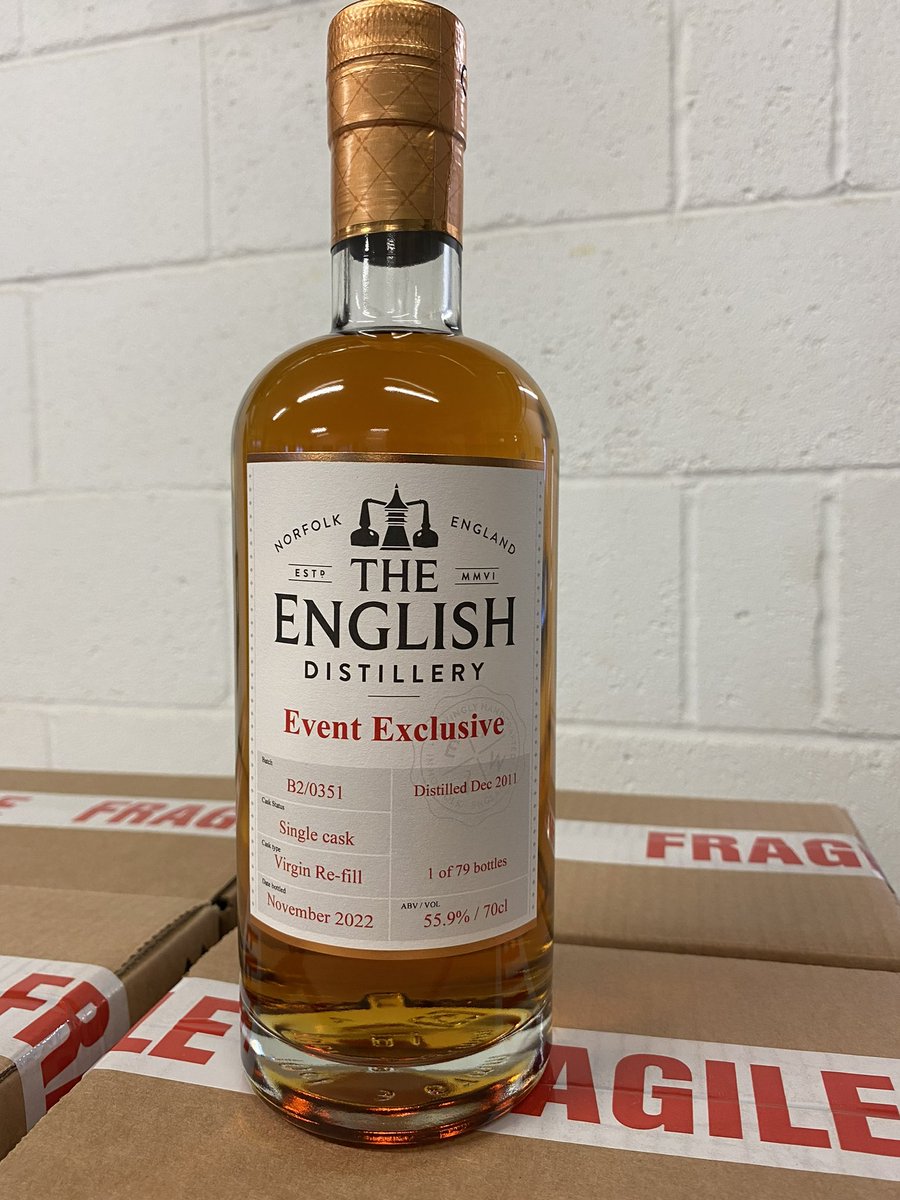 NORFOLK ENGLAND
ESTD MMVI
THE
ENGLISH
DISTILLERY
Event Exclusive
Batch
B2/0351
Distilled Dec 2011
Cask Status
Single cask
Cask type
Virgin Re-fill
1 of 79 bottles
Date bottled
November 2022
ABV / VOL
55.9% / 70cl
LE FRAG
FRAG
FR
LE
AGILE